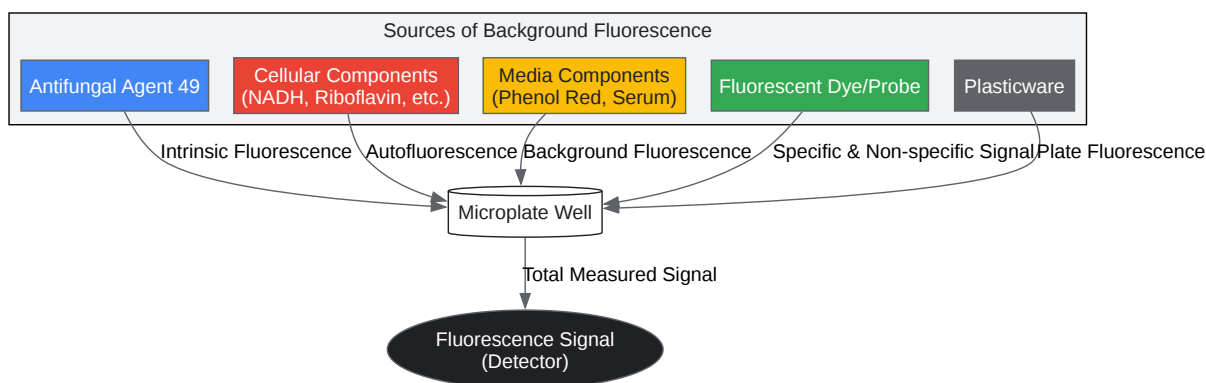 Sources of Background Fluorescence
Antifungal Agent 49
Cellular Components
(NADH, Riboflavin, etc.)
Media Components
(Phenol Red, Serum)
Fluorescent Dye/Probe
Plasticware
Intrinsic Fluorescence
Autofluorescence
Background Fluorescence
Specific & Non-specific Signal
Plate Fluorescence
Microplate Well
Total Measured Signal
Fluorescence Signal
(Detector)